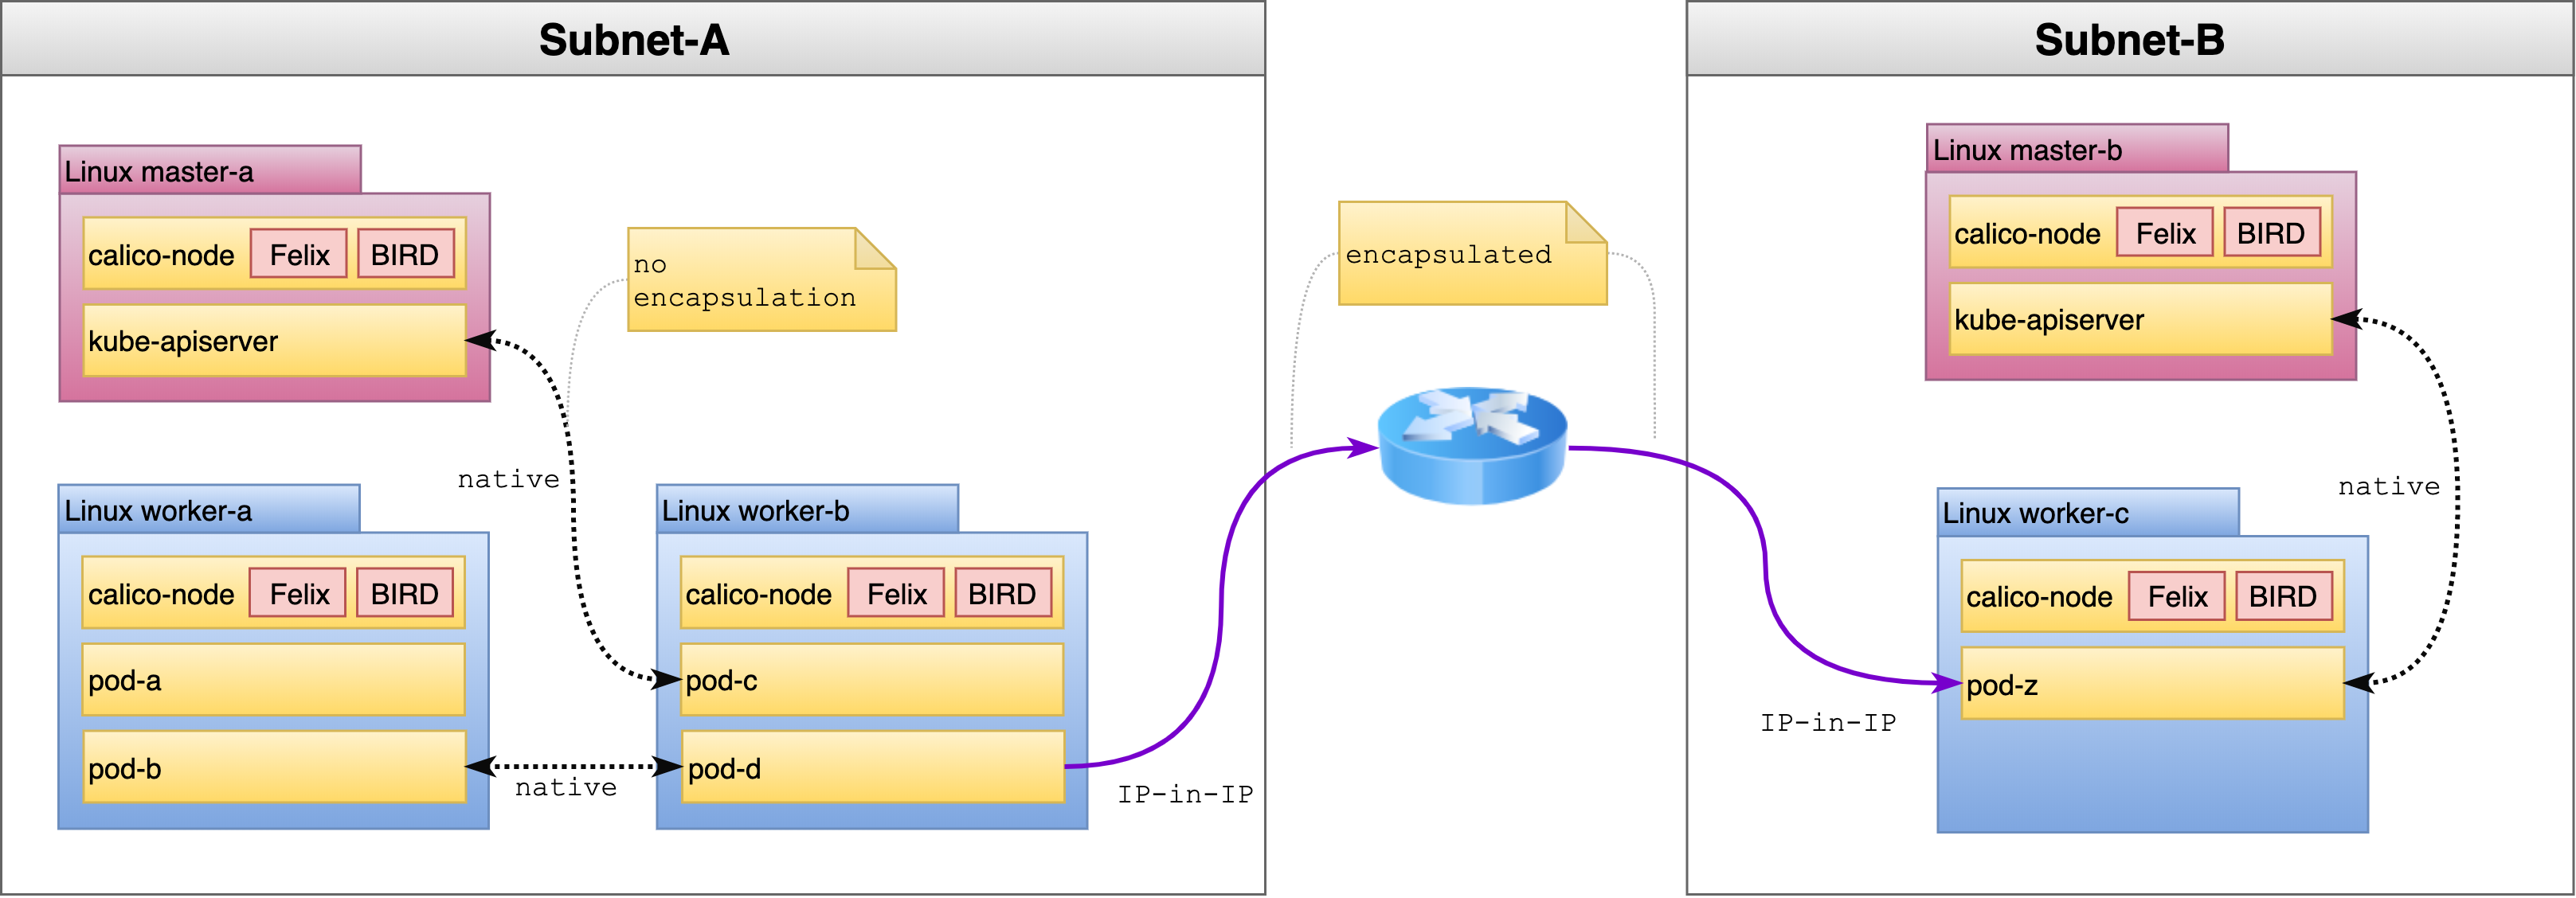 Subnet-A
Linux master-a
calico-node Felix BIRD
kube-apiserver
no
encapsulation
native
Linux worker-a
calico-node Felix BIRD
pod-a
pod-b
native
Linux worker-b
calico-node Felix BIRD
pod-c
pod-d
IP-in-IP
encapsulated
Subnet-B
Linux master-b
calico-node Felix BIRD
kube-apiserver
native
Linux worker-c
calico-node Felix BIRD
pod-z
IP-in-IP